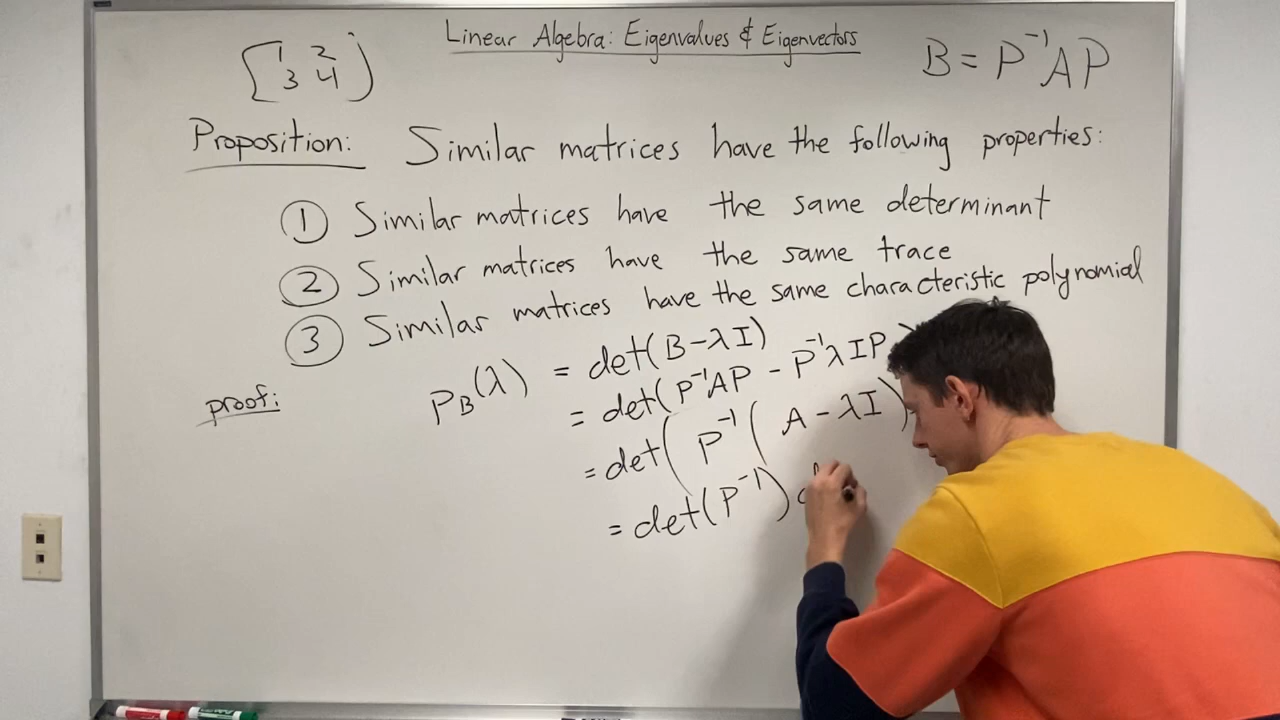 Linear Algebra: Eigenvalues & Eigenvectors
[1 2
3 4)
B = P⁻¹AP
Proposition: Similar matrices have the following properties:
① Similar matrices have the same determinant
② Similar matrices have the same trace
③ Similar matrices have the same characteristic polynomial
proof: P_B(λ) = det(B-λI)
= det(P⁻¹AP - P⁻¹λIP)
= det(P⁻¹(A-λI)
= det(P⁻¹)